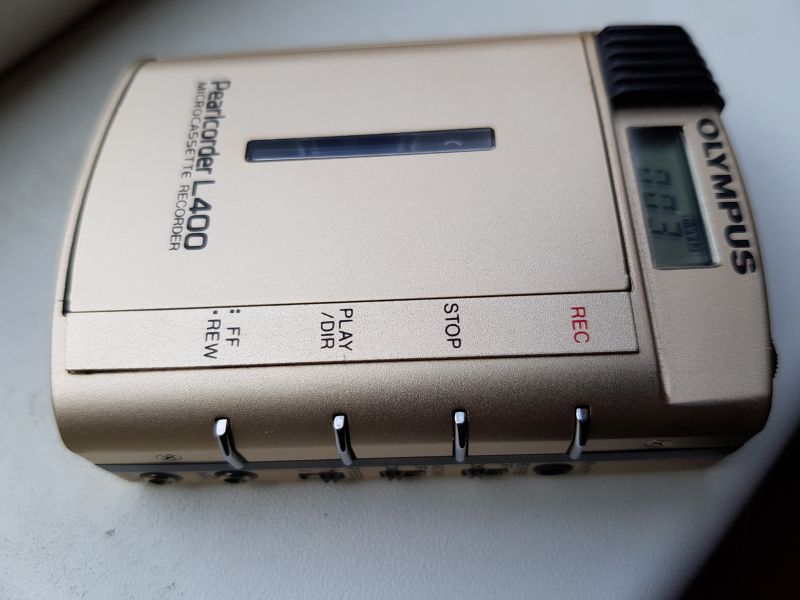 OLYMPUS
Pearlcorder L400
MICROCASSETTE RECORDER
REC
STOP
PLAY
/DIR
: FF
· REW